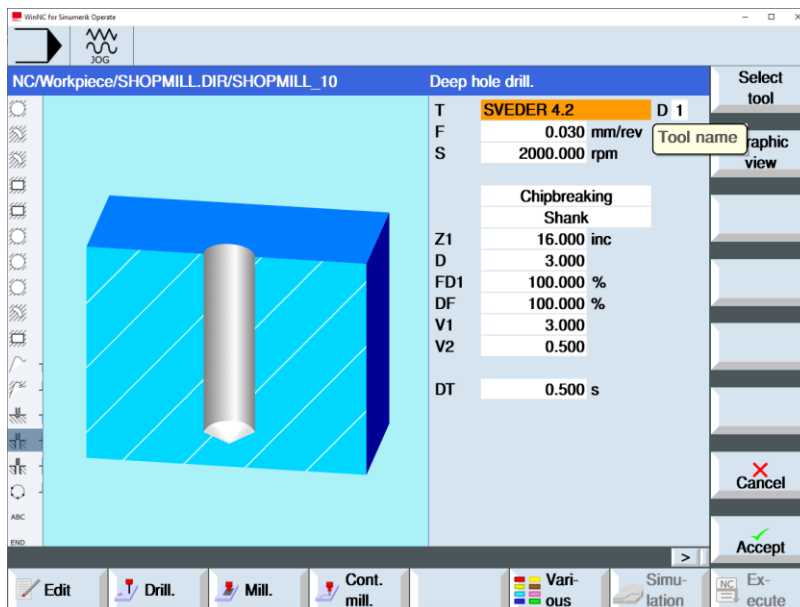 WinNC for Sinumerik Operate
JOG
NC/Workpiece/SHOPMILL.DIR/SHOPMILL_10
Deep hole drill.
Select
tool
T SVEDER 4.2 D 1
F 0.030 mm/rev
Tool name
raphic
view
S 2000.000 rpm
Chipbreaking
Shank
Z1 16.000 inc
D 3.000
FD1 100.000 %
DF 100.000 %
V1 3.000
V2 0.500
DT 0.500 s
Cancel
Accept
ABC
END
>
Edit
Drill.
Mill.
Cont.
mill.
Vari-
ous
Simu-
lation
NC
Ex-
ecute